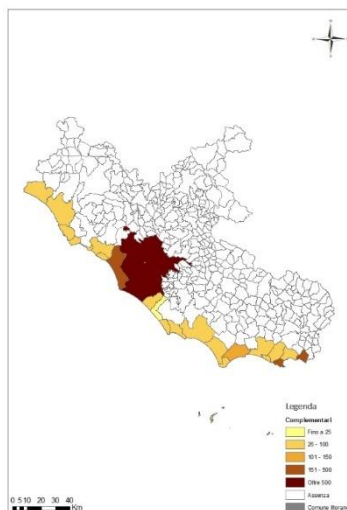 Legenda
Complementari
Fino a 25
26 - 100
101 - 150
151 - 500
Oltre 500
Assenza
Comune litoraneo
0 5 10 20 30 40
Km